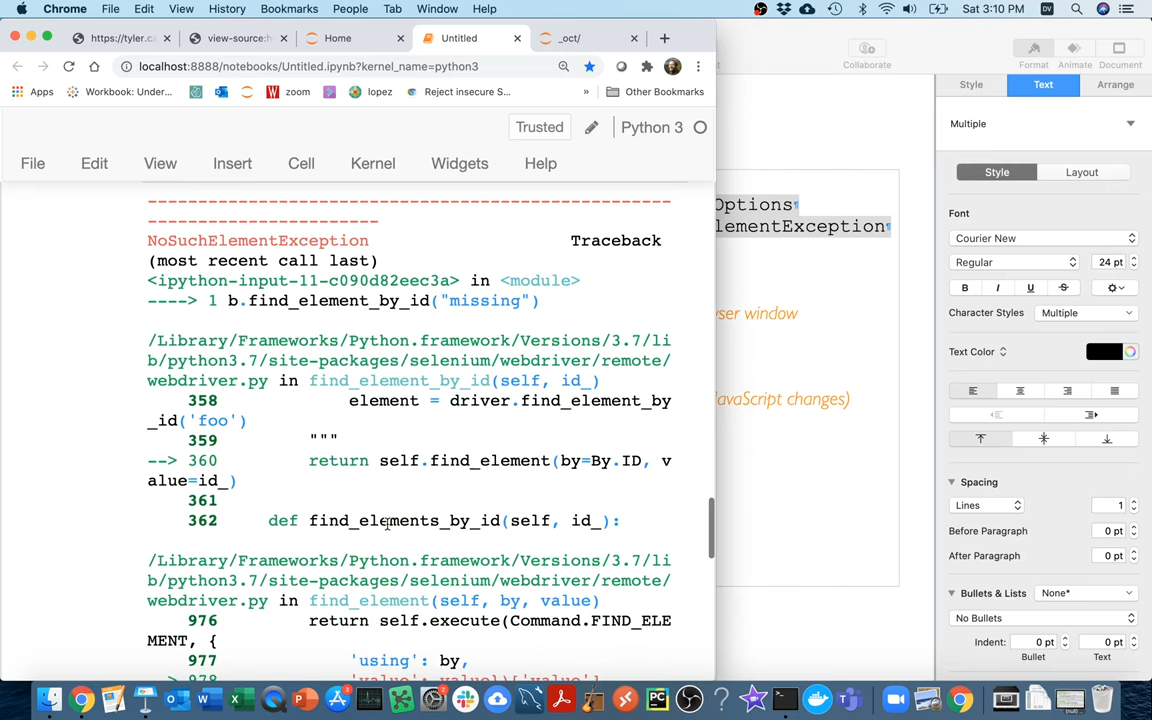 Chrome File Edit View History Bookmarks People Tab Window Help Sat 3:10 PM DV
https://tyler.ca view-source:h Home Untitled _oct/
localhost:8888/notebooks/Untitled.ipynb?kernel_name=python3
Apps Workbook: Under... zoom lopez Reject insecure S... » Other Bookmarks
Trusted Python 3
File Edit View Insert Cell Kernel Widgets Help
---------------------------------------------------
-----------------------
NoSuchElementException Traceback
(most recent call last)
<ipython-input-11-c090d82eec3a> in <module>
----> 1 b.find_element_by_id("missing")
/Library/Frameworks/Python.framework/Versions/3.7/li
b/python3.7/site-packages/selenium/webdriver/remote/
webdriver.py in find_element_by_id(self, id_)
358 element = driver.find_element_by
_id('foo')
359 """
--> 360 return self.find_element(by=By.ID, v
alue=id_)
361
362 def find_elements_by_id(self, id_):
/Library/Frameworks/Python.framework/Versions/3.7/li
b/python3.7/site-packages/selenium/webdriver/remote/
webdriver.py in find_element(self, by, value)
976 return self.execute(Command.FIND_ELE
MENT, {
977 'using': by,
Options¶
lementException¶
wser window
JavaScript changes)
Collaborate Format Animate Document
Style Text Arrange
Multiple
Style Layout
Font
Courier New
Regular 24 pt
B I U S
Character Styles Multiple
Text Color
Spacing
Lines 1
Before Paragraph 0 pt
After Paragraph 0 pt
Bullets & Lists None*
No Bullets
Indent: 0 pt 0 pt
Bullet Text